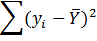 ∑(yᵢ − Ȳ)²